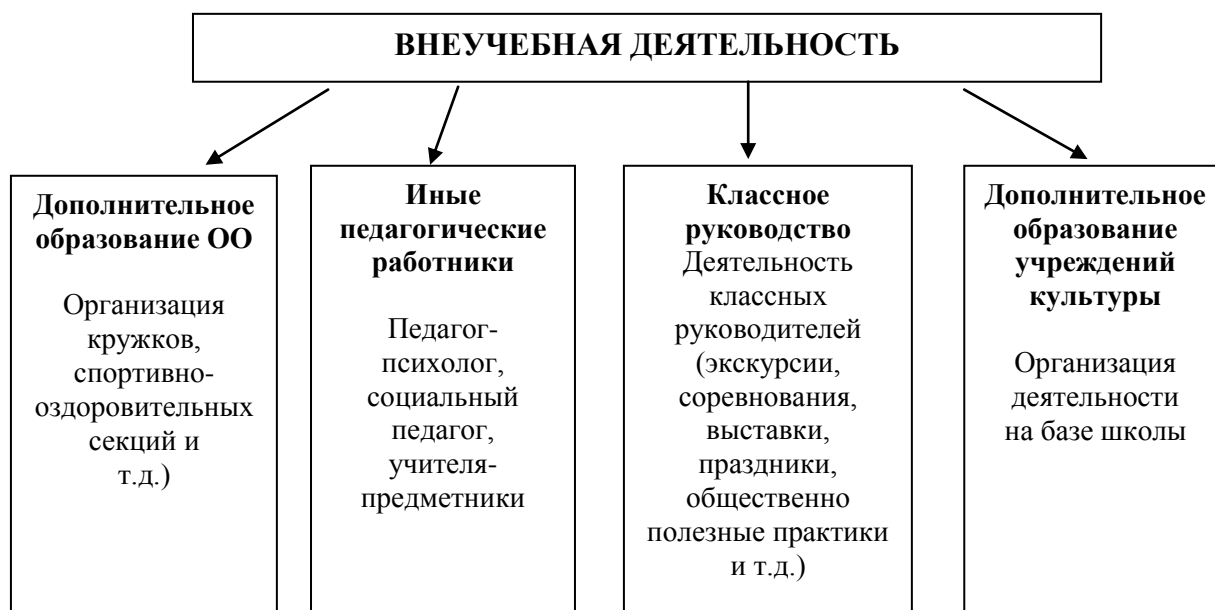 ВНЕУЧЕБНАЯ ДЕЯТЕЛЬНОСТЬ
Дополнительное
образование ОО
Организация
кружков,
спортивно-
оздоровительных
секций и
т.д.)
Иные
педагогические
работники
Педагог-
психолог,
социальный
педагог,
учителя-
предметники
Классное
руководство
Деятельность
классных
руководителей
(экскурсии,
соревнования,
выставки,
праздники,
общественно
полезные практики
и т.д.)
Дополнительное
образование
учреждений
культуры
Организация
деятельности
на базе школы